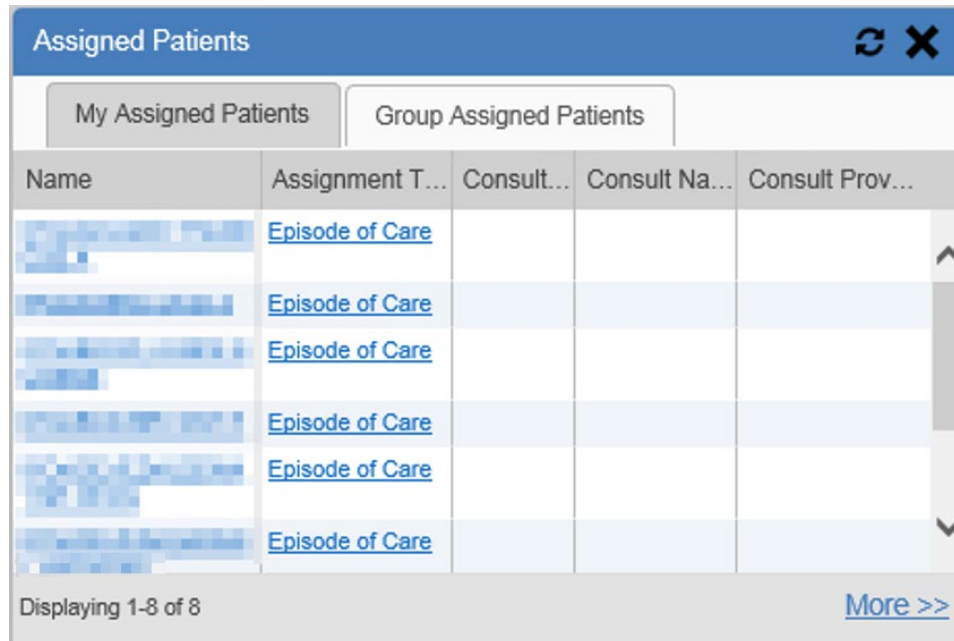 Assigned Patients
My Assigned Patients Group Assigned Patients
Name Assignment T... Consult... Consult Na... Consult Prov...
Episode of Care
Episode of Care
Episode of Care
Episode of Care
Episode of Care
Episode of Care
Displaying 1-8 of 8 More >>